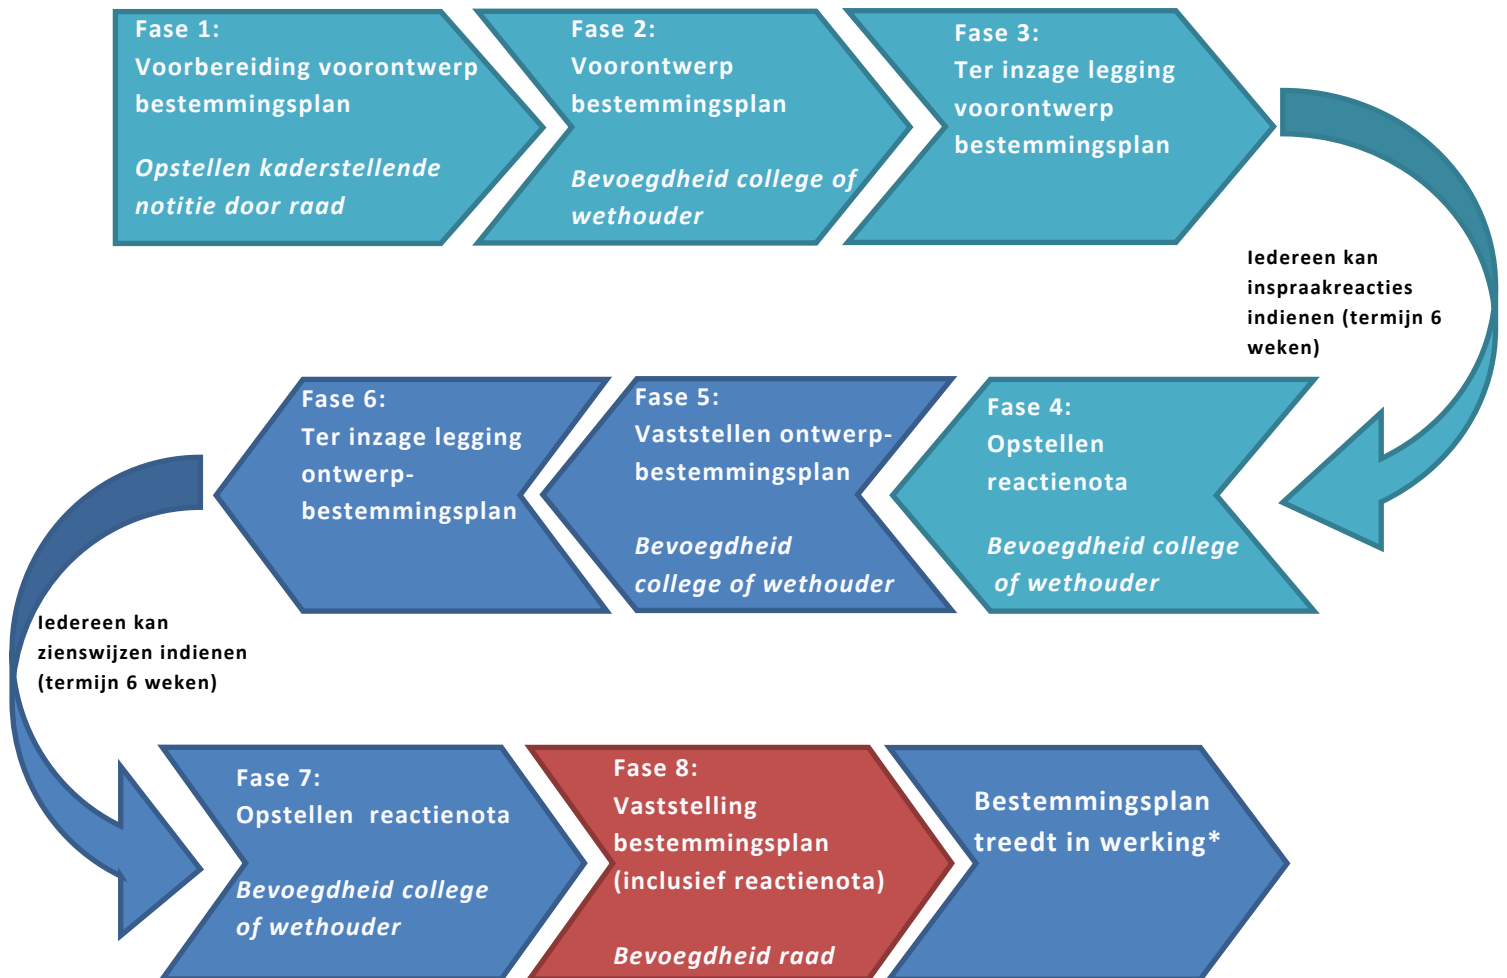 Fase 1:
Voorbereiding voorontwerp
bestemmingsplan
Opstellen kaderstellende
notitie door raad
Fase 2:
Voorontwerp
bestemmingsplan
Bevoegdheid college of
wethouder
Fase 3:
Ter inzage legging
voorontwerp
bestemmingsplan
Iedereen kan
inspraakreacties
indienen (termijn 6
weken)
Fase 4:
Opstellen
reactienota
Bevoegdheid college
of wethouder
Fase 5:
Vaststellen ontwerp-
bestemmingsplan
Bevoegdheid
college of wethouder
Fase 6:
Ter inzage legging
ontwerp-
bestemmingsplan
Iedereen kan
zienswijzen indienen
(termijn 6 weken)
Fase 7:
Opstellen reactienota
Bevoegdheid college
of wethouder
Fase 8:
Vaststelling
bestemmingsplan
(inclusief reactienota)
Bevoegdheid raad
Bestemmingsplan
treedt in werking*